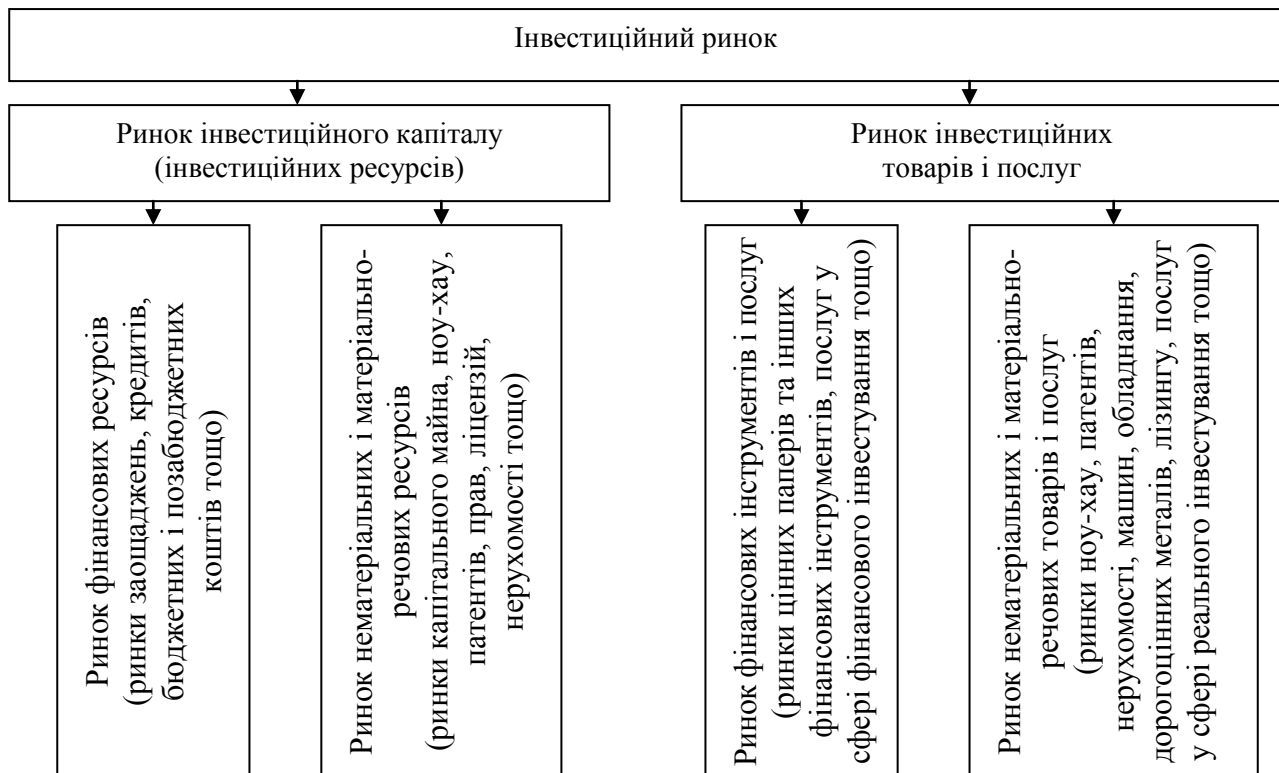 Інвестиційний ринок
Ринок інвестиційного капіталу
(інвестиційних ресурсів)
Ринок інвестиційних
товарів і послуг
Ринок фінансових ресурсів
(ринки заощаджень, кредитів,
бюджетних і позабюджетних
коштів тощо)
Ринок нематеріальних і матеріально-
речових ресурсів
(ринки капітального майна, ноу-хау,
патентів, прав, ліцензій,
нерухомості тощо)
Ринок фінансових інструментів і послуг
(ринки цінних паперів та інших
фінансових інструментів, послуг у
сфері фінансового інвестування тощо)
Ринок нематеріальних і матеріально-
речових товарів і послуг
(ринки ноу-хау, патентів,
нерухомості, машин, обладнання,
дорогоцінних металів, лізингу, послуг
у сфері реального інвестування тощо)